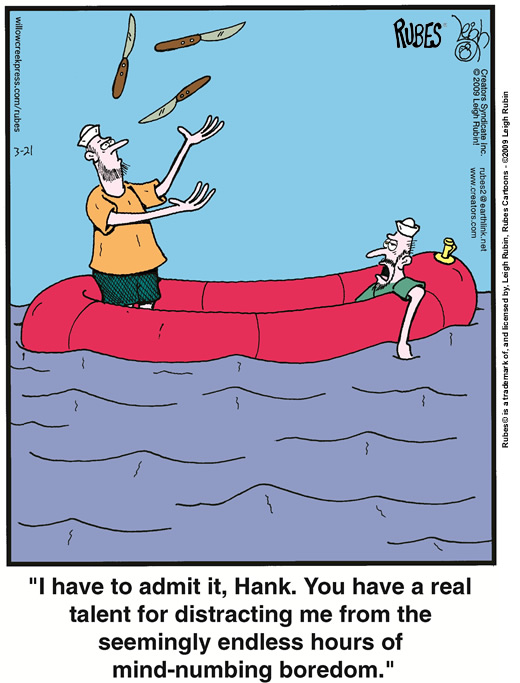 RUBES®
willowcreekpress.com/rubes
3-21
Creators Syndicate Inc.
©2009 Leigh Rubin!
rubes2@earthlink.net
www.creators.com
Rubes© is a trademark of, and licensed by, Leigh Rubin, Rubes Cartoons - ©2009 Leigh Rubin
"I have to admit it, Hank. You have a real
talent for distracting me from the
seemingly endless hours of
mind-numbing boredom."